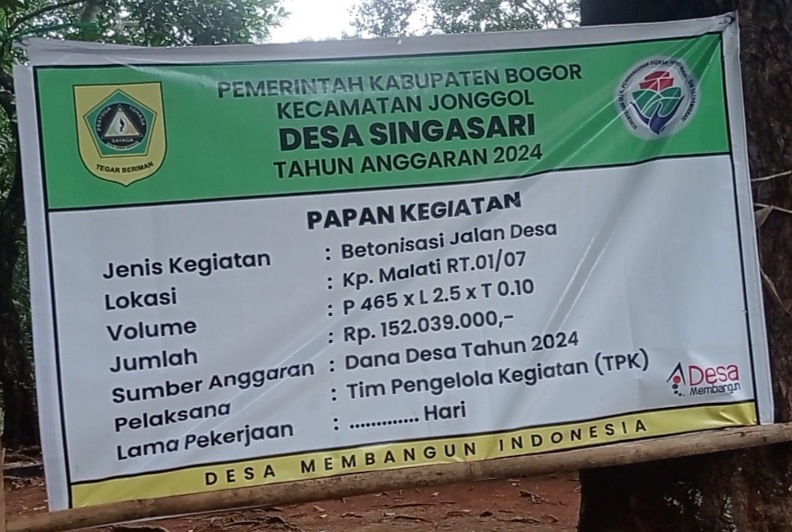 PEMERINTAH KABUPATEN BOGOR
KECAMATAN JONGGOL
DESA SINGASARI
TAHUN ANGGARAN 2024
TEGAR BERIMAN
PAPAN KEGIATAN
Jenis Kegiatan : Betonisasi Jalan Desa
Lokasi : Kp. Malati RT.01/07
Volume : P 465 x L 2.5 x T 0.10
Jumlah : Rp. 152.039.000,-
Sumber Anggaran : Dana Desa Tahun 2024
Pelaksana : Tim Pengelola Kegiatan (TPK)
Lama Pekerjaan : ............. Hari
Desa
Membangun
DESA MEMBANGUN INDONESIA